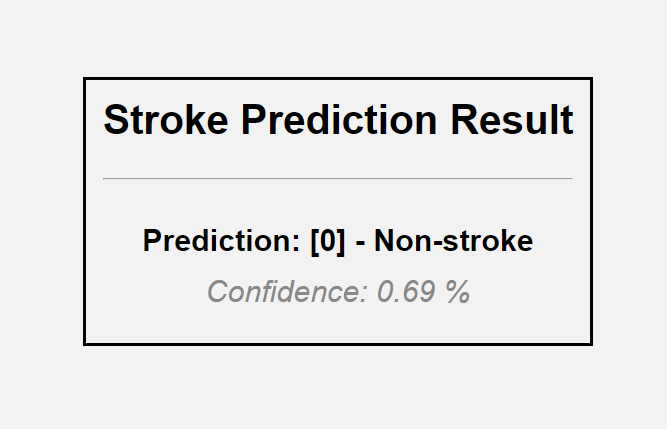 Stroke Prediction Result
Prediction: [0] - Non-stroke
Confidence: 0.69 %